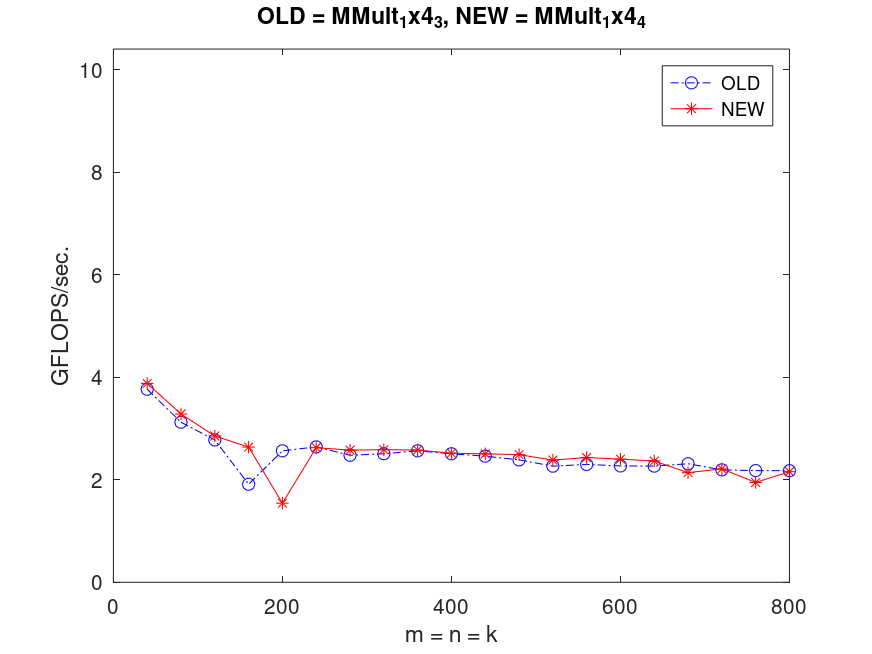 OLD = MMult₁x4₃, NEW = MMult₁x4₄
OLD
NEW
10
8
6
4
2
0
GFLOPS/sec.
0 200 400 600 800
m = n = k